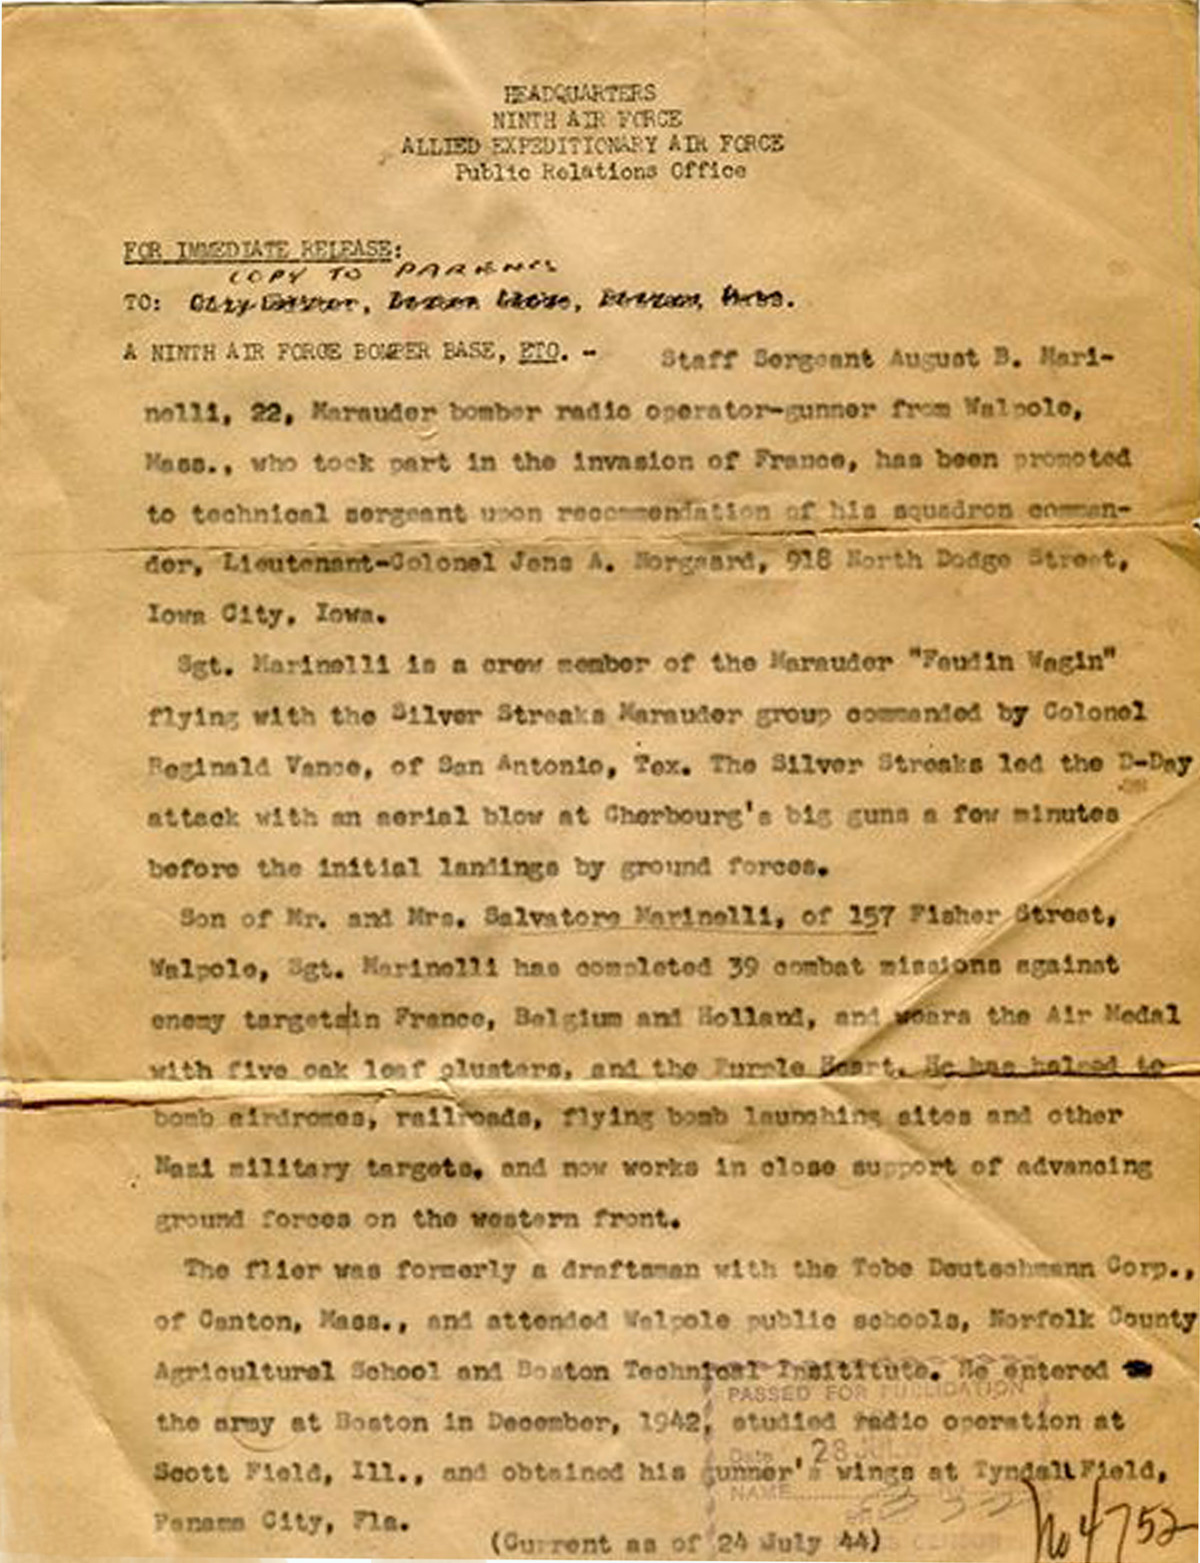 HEADQUARTERS
NINTH AIR FORCE
ALLIED EXPEDITIONARY AIR FORCE
Public Relations Office
FOR IMMEDIATE RELEASE:
COPY TO PARENTS
TO:
A NINTH AIR FORCE BOMBER BASE, ETO. - Staff Sergeant August B. Mari-
nelli, 22, Marauder bomber radio operator-gunner from Walpole,
Mass., who took part in the invasion of France, has been promoted
to technical sergeant upon recommendation of his squadron comman-
der, Lieutenant-Colonel Jens A. Norgaard, 918 North Dodge Street,
Iowa City, Iowa.
Sgt. Marinelli is a crew member of the Marauder "Feudin Wagin"
flying with the Silver Streaks Marauder group commanded by Colonel
Reginald Vance, of San Antonio, Tex. The Silver Streaks led the D-Day
attack with an aerial blow at Cherbourg's big guns a few minutes
before the initial landings by ground forces.
Son of Mr. and Mrs. Salvatore Marinelli, of 157 Fisher Street,
Walpole, Sgt. Marinelli has completed 39 combat missions against
enemy targets in France, Belgium and Holland, and wears the Air Medal
with five oak leaf clusters, and the Purple Heart. He has helped to
bomb airdromes, railroads, flying bomb launching sites and other
Nazi military targets, and now works in close support of advancing
ground forces on the western front.
The flier was formerly a draftsman with the Tobe Deutschmann Corp.,
of Canton, Mass., and attended Walpole public schools, Norfolk County
Agricultural School and Boston Technical Insititute. He entered
the army at Boston in December, 1942, studied radio operation at
Scott Field, Ill., and obtained his gunner's wings at Tyndall Field,
Panama City, Fla.
(Current as of 24 July 44)
PASSED FOR PUBLICATION
Date 28 JUL
NAME
332
No 4752